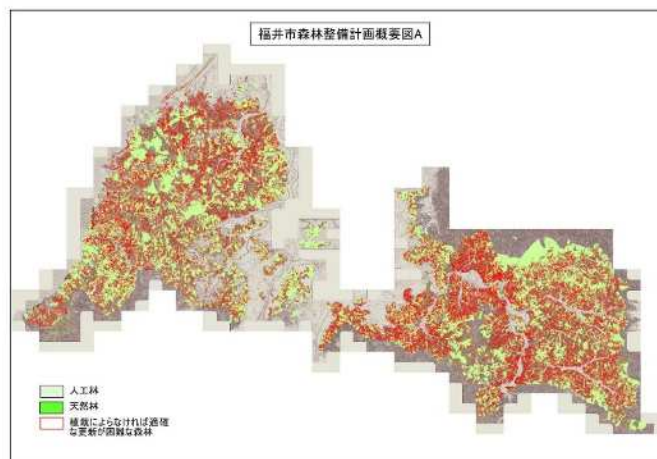 福井市森林整備計画概要図A
人工林
天然林
植栽によらなければ適確
な更新が困難な森林